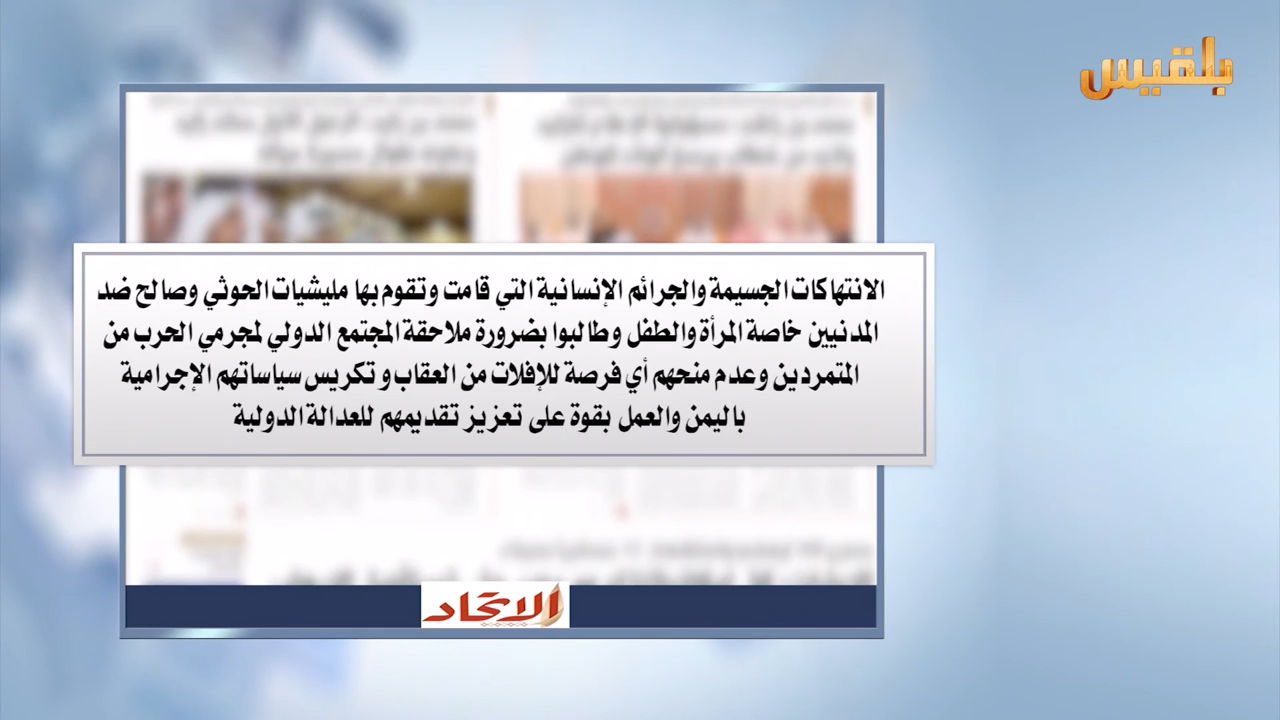 بلقيس
الانتهاكات الجسيمة والجرائم الإنسانية التي قامت وتقوم بها مليشيات الحوثي وصالح ضد
المدنيين خاصة المرأة والطفل وطالبوا بضرورة ملاحقة المجتمع الدولي لمجرمي الحرب من
المتمردين وعدم منحهم أي فرصة للإفلات من العقاب وتكريس سياساتهم الإجرامية
باليمن والعمل بقوة على تعزيز تقديمهم للعدالة الدولية
الاتحاد